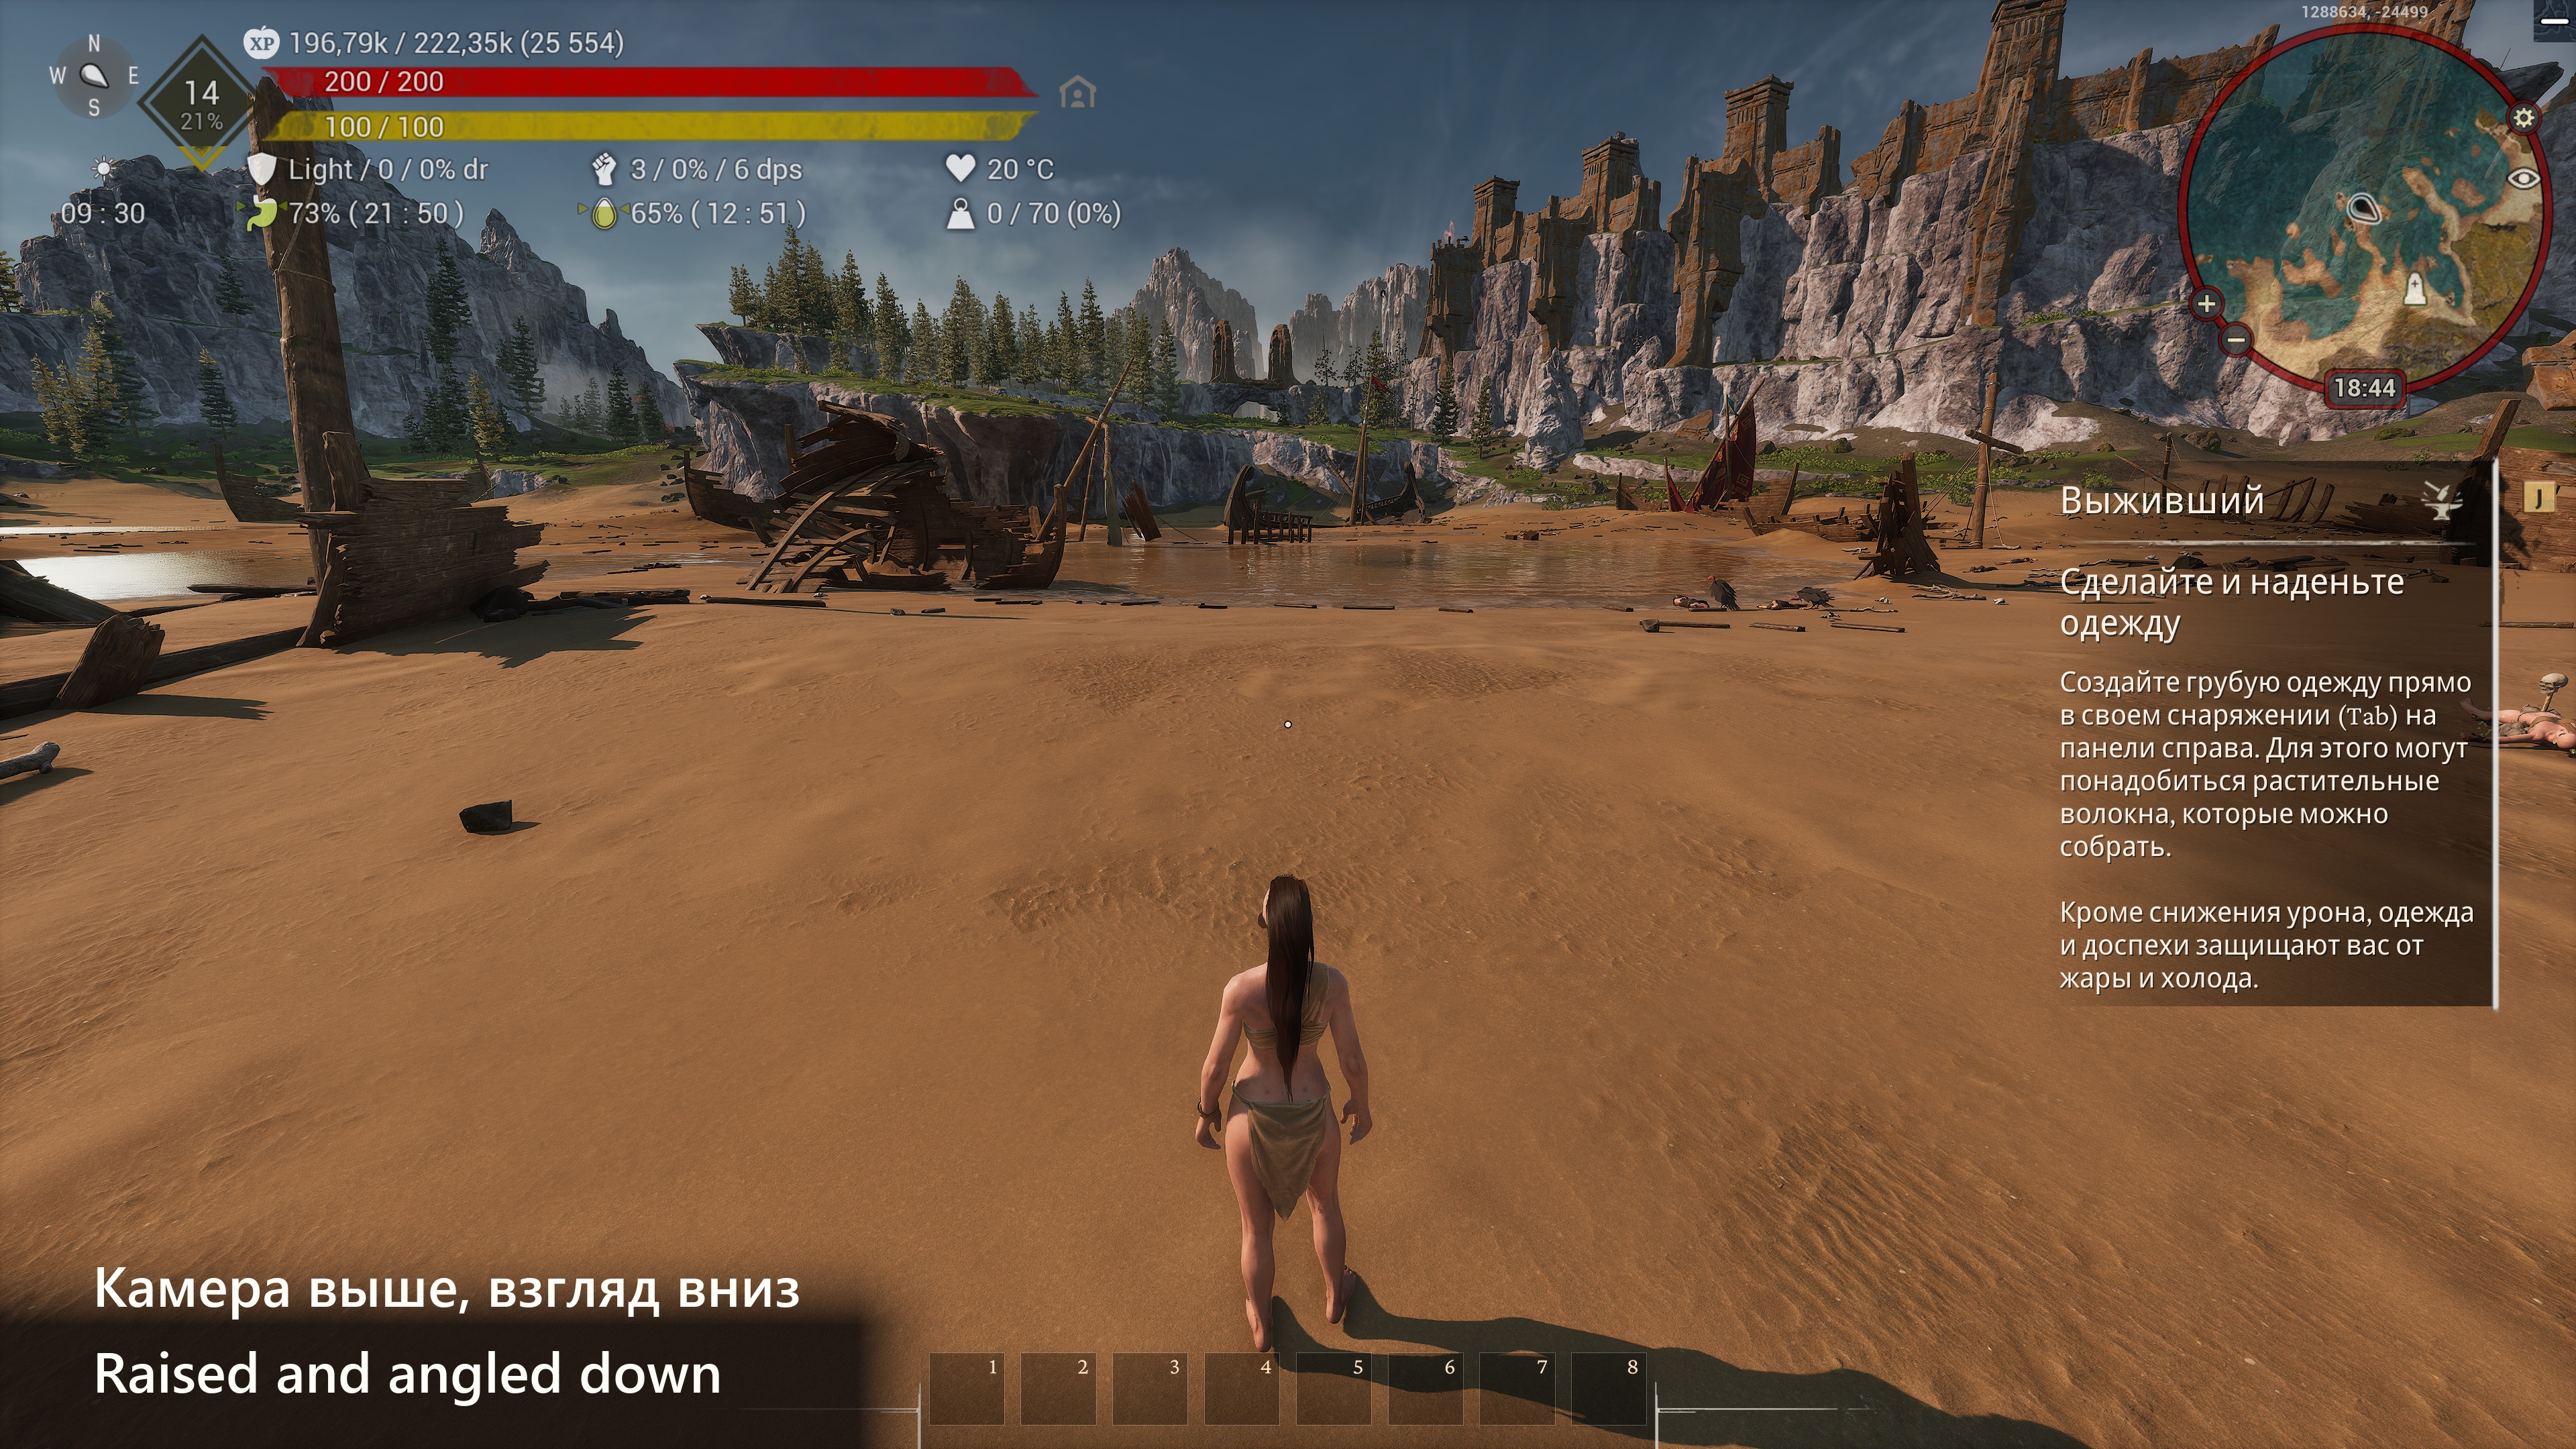 1288634, -24499
N
W E
S
XP 196,79k / 222,35k (25 554)
14
21%
200 / 200
100 / 100
Light / 0 / 0% dr
3 / 0% / 6 dps
20 °C
09 : 30
73% ( 21 : 50 )
65% ( 12 : 51 )
0 / 70 (0%)
18:44
Выживший
J
Сделайте и наденьте
одежду
Создайте грубую одежду прямо
в своем снаряжении (Tab) на
панели справа. Для этого могут
понадобиться растительные
волокна, которые можно
собрать.
Кроме снижения урона, одежда
и доспехи защищают вас от
жары и холода.
Камера выше, взгляд вниз
Raised and angled down
1 2 3 4 5 6 7 8